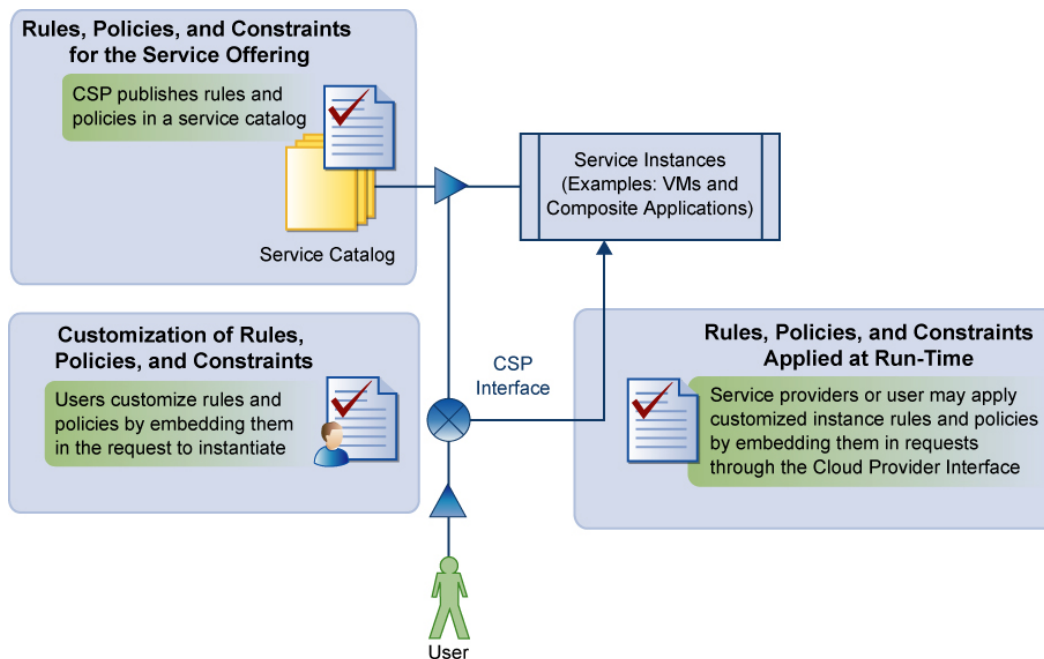 Rules, Policies, and Constraints
for the Service Offering
CSP publishes rules and
policies in a service catalog
Service Catalog
Service Instances
(Examples: VMs and
Composite Applications)
Customization of Rules,
Policies, and Constraints
Users customize rules and
policies by embedding them
in the request to instantiate
CSP
Interface
Rules, Policies, and Constraints
Applied at Run-Time
Service providers or user may apply
customized instance rules and policies
by embedding them in requests
through the Cloud Provider Interface
User